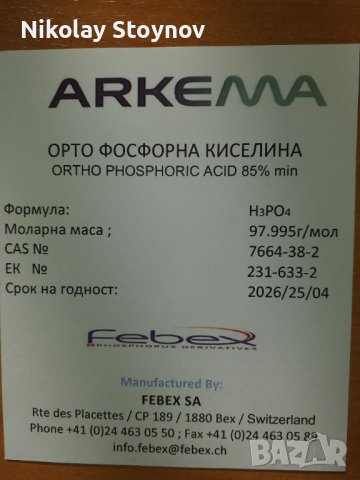 Nikolay Stoynov
ARKEMA
ОРТО ФОСФОРНА КИСЕЛИНА
ORTHO PHOSPHORIC ACID 85% min
Формула: H₃PO₄
Моларна маса ; 97.995г/мол
CAS № 7664-38-2
ЕК № 231-633-2
Срок на годност: 2026/25/04
Febex
PHOSPHORUS DERIVATIVES
Manufactured By:
FEBEX SA
Rte des Placettes / CP 189 / 1880 Bex / Switzerland
Phone +41 (0)24 463 05 50 ; Fax +41 (0)24 463 05 89
info.febex@febex.ch
BAZAR